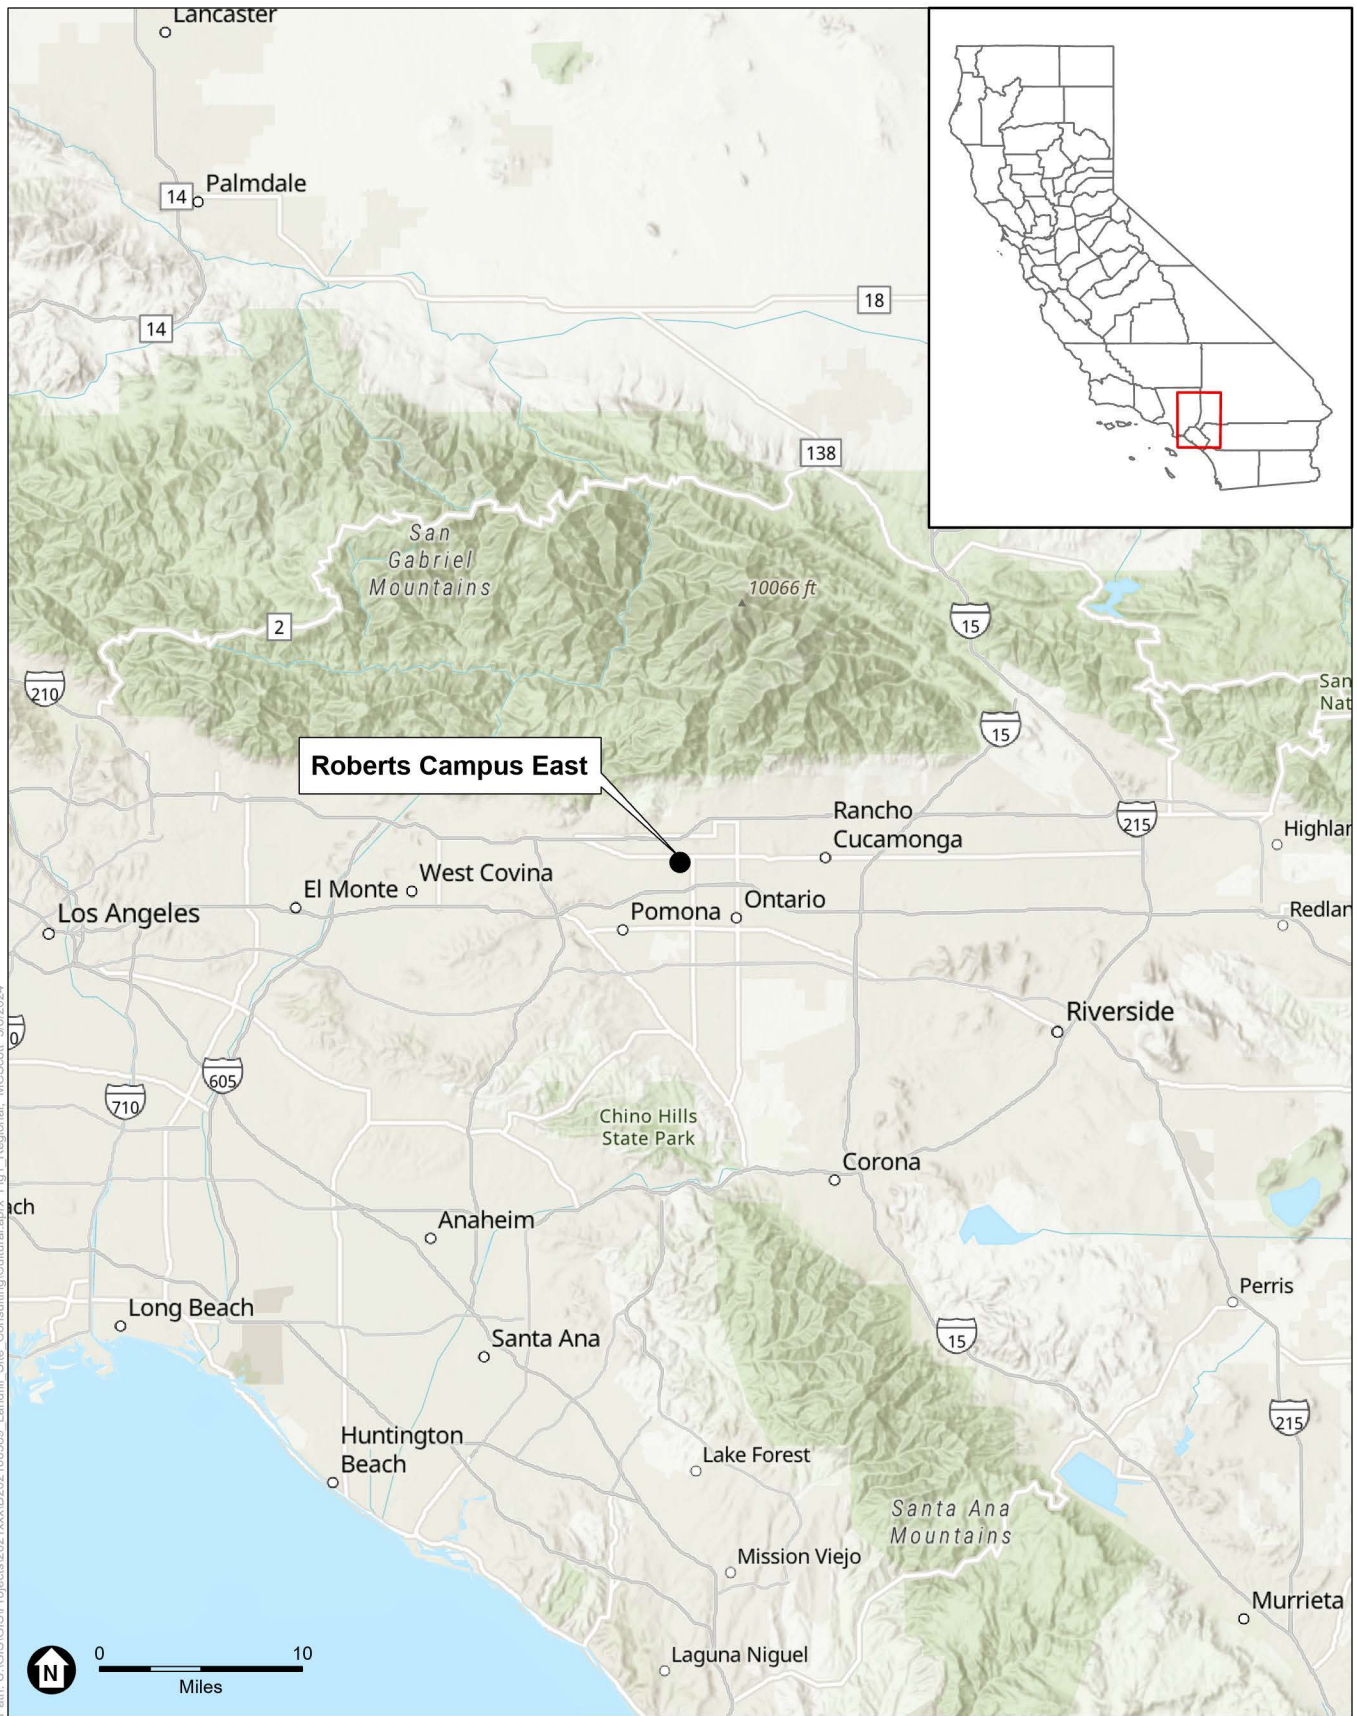 Lancaster
14
Palmdale
18
14
138
San
Gabriel
Mountains
10066 ft
2
15
210
San
Nat
15
Roberts Campus East
Rancho
Cucamonga
215
Highlar
West Covina
El Monte
Los Angeles
Pomona
Ontario
Redlar
Riverside
0
605
710
Chino Hills
State Park
Corona
ach
Anaheim
Perris
Long Beach
Santa Ana
15
215
Huntington
Beach
Lake Forest
Santa Ana
Mountains
Mission Viejo
Murrieta
Laguna Niguel
N
0 10
Miles